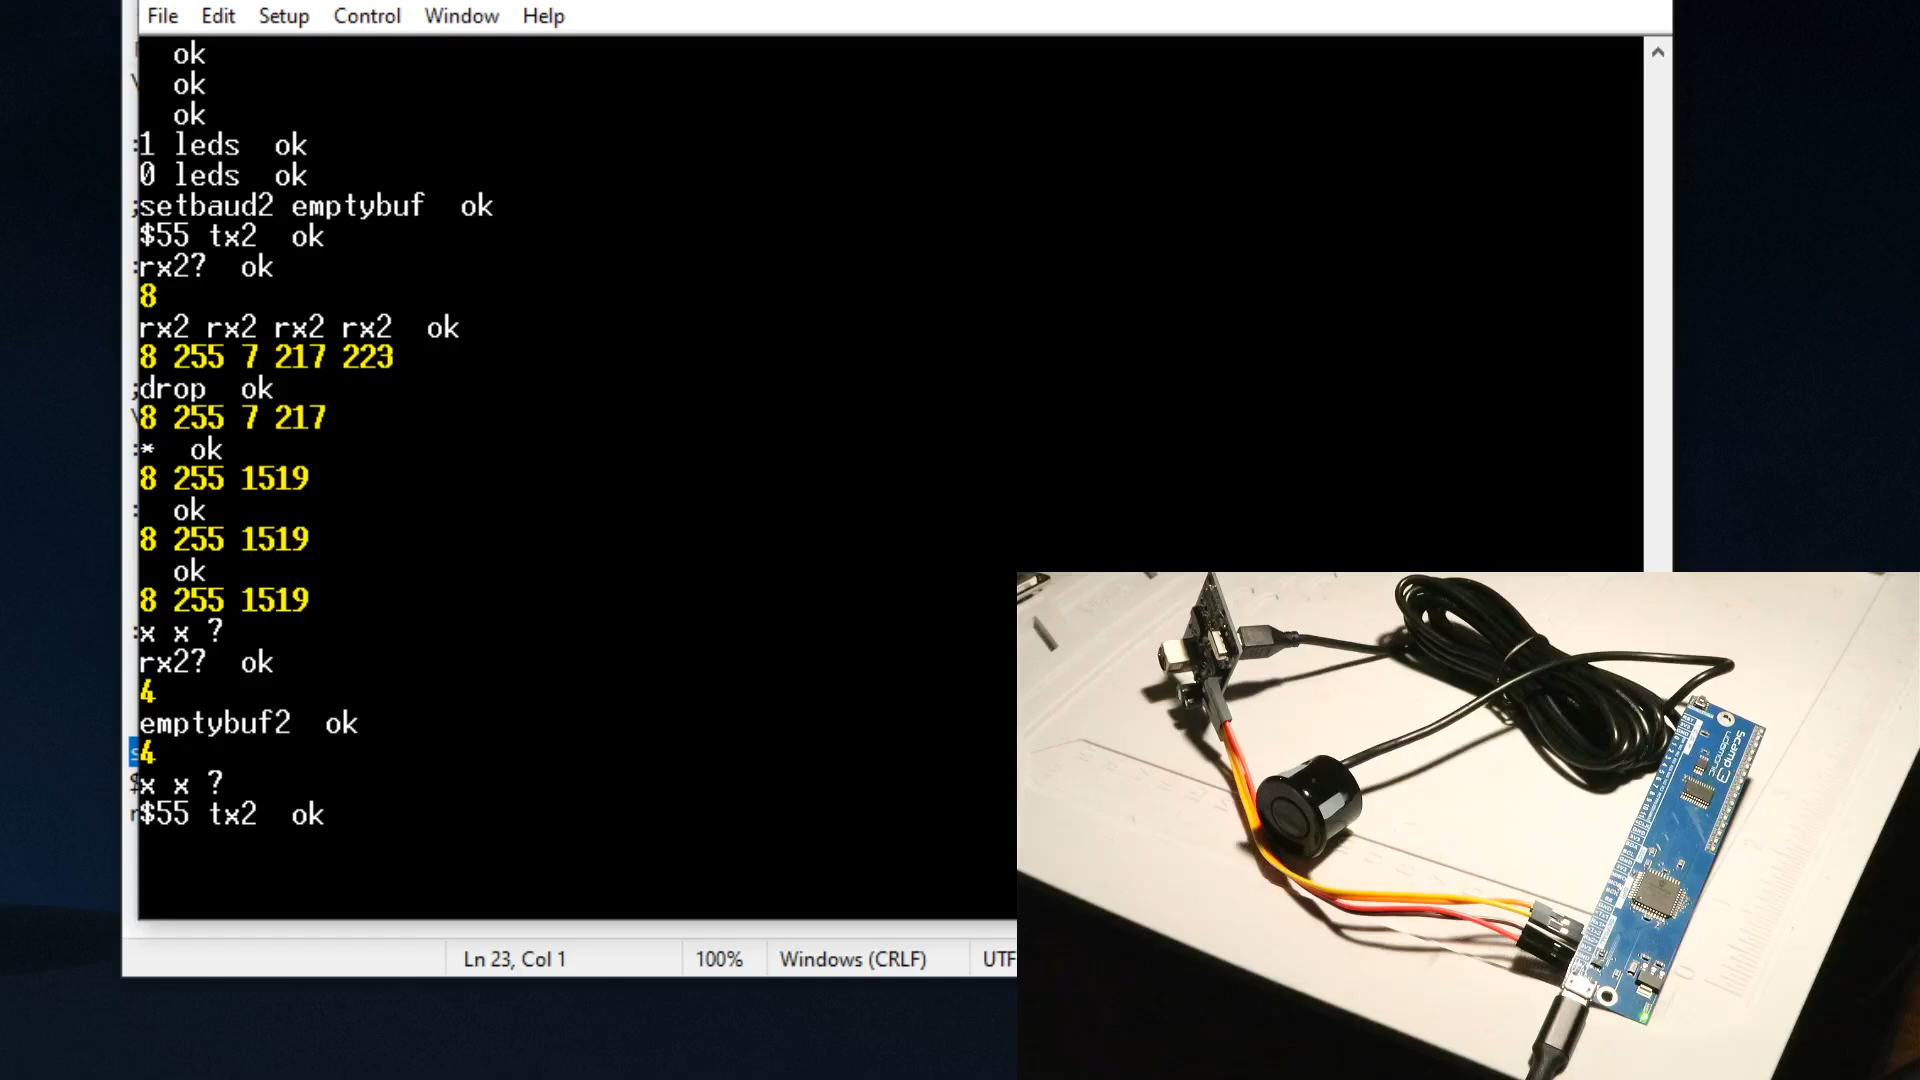 File Edit Setup Control Window Help
ok
ok
ok
1 leds ok
0 leds ok
setbaud2 emptybuf ok
$55 tx2 ok
rx2? ok
8
rx2 rx2 rx2 rx2 ok
8 255 7 217 223
drop ok
8 255 7 217
* ok
8 255 1519
ok
8 255 1519
ok
8 255 1519
x x ?
rx2? ok
4
emptybuf2 ok
4
x x ?
$55 tx2 ok
Ln 23, Col 1 100% Windows (CRLF) UTF
Scamp3
udemonic